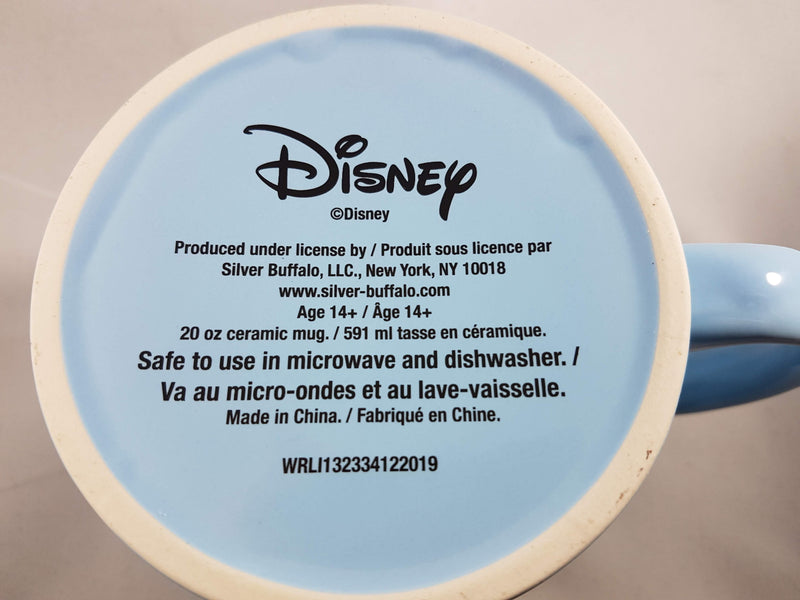 Disney
©Disney
Produced under license by / Produit sous licence par
Silver Buffalo, LLC., New York, NY 10018
www.silver-buffalo.com
Age 14+ / Âge 14+
20 oz ceramic mug. / 591 ml tasse en céramique.
Safe to use in microwave and dishwasher. /
Va au micro-ondes et au lave-vaisselle.
Made in China. / Fabriqué en Chine.
WRLI132334122019